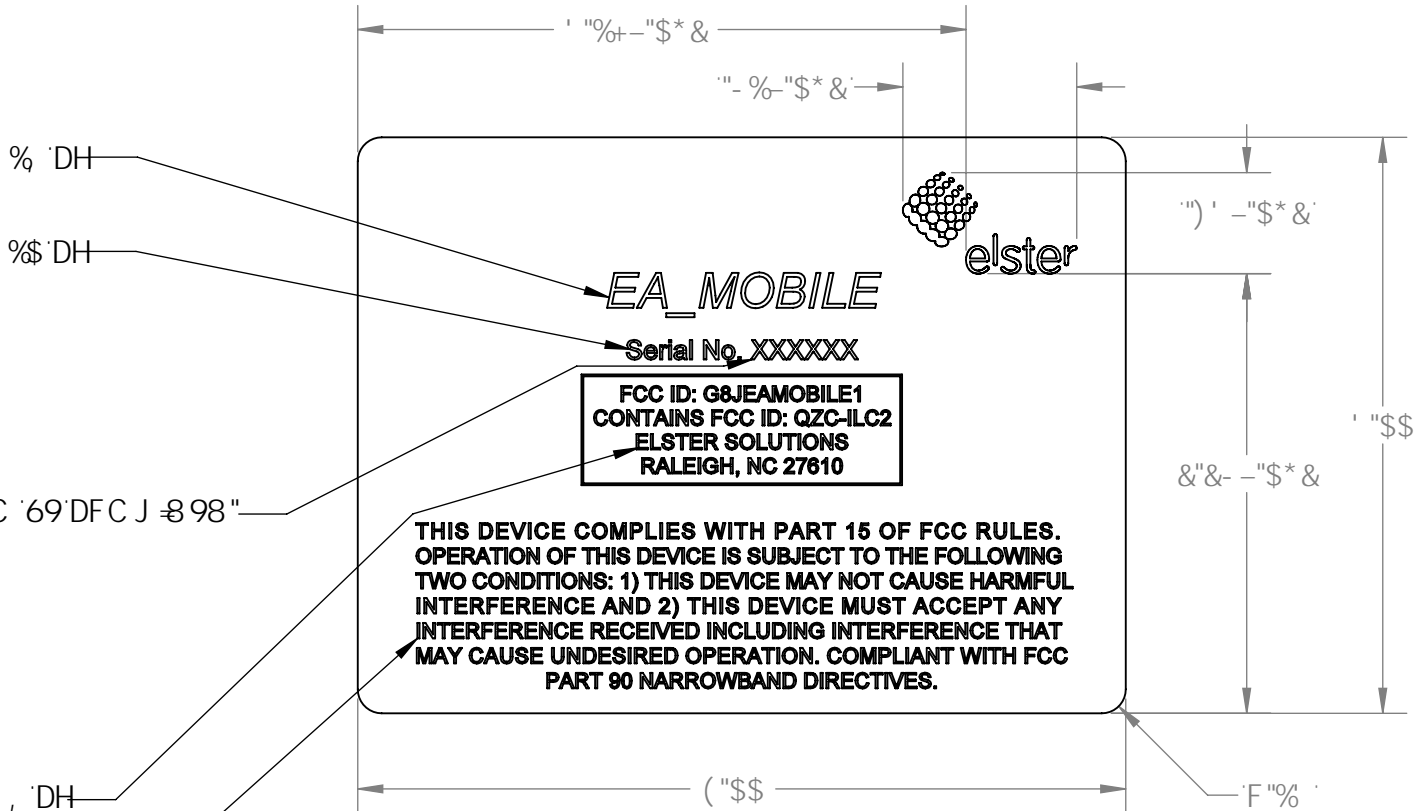 ' "%+–"$*&
'"-%–"$*&'
%, 'DH
'")' –"$*&'
elster
%$'DH
EA_MOBILE
Serial No. XXXXXX
FCC ID: G8JEAMOBILE1
CONTAINS FCC ID: QZC-ILC2
ELSTER SOLUTIONS
RALEIGH, NC 27610
' "$$
&"&- –"$*&
THIS DEVICE COMPLIES WITH PART 15 OF FCC RULES.
OPERATION OF THIS DEVICE IS SUBJECT TO THE FOLLOWING
TWO CONDITIONS: 1) THIS DEVICE MAY NOT CAUSE HARMFUL
INTERFERENCE AND 2) THIS DEVICE MUST ACCEPT ANY
INTERFERENCE RECEIVED INCLUDING INTERFERENCE THAT
MAY CAUSE UNDESIRED OPERATION. COMPLIANT WITH FCC
PART 90 NARROWBAND DIRECTIVES.
'DH
("$$
'F"% '